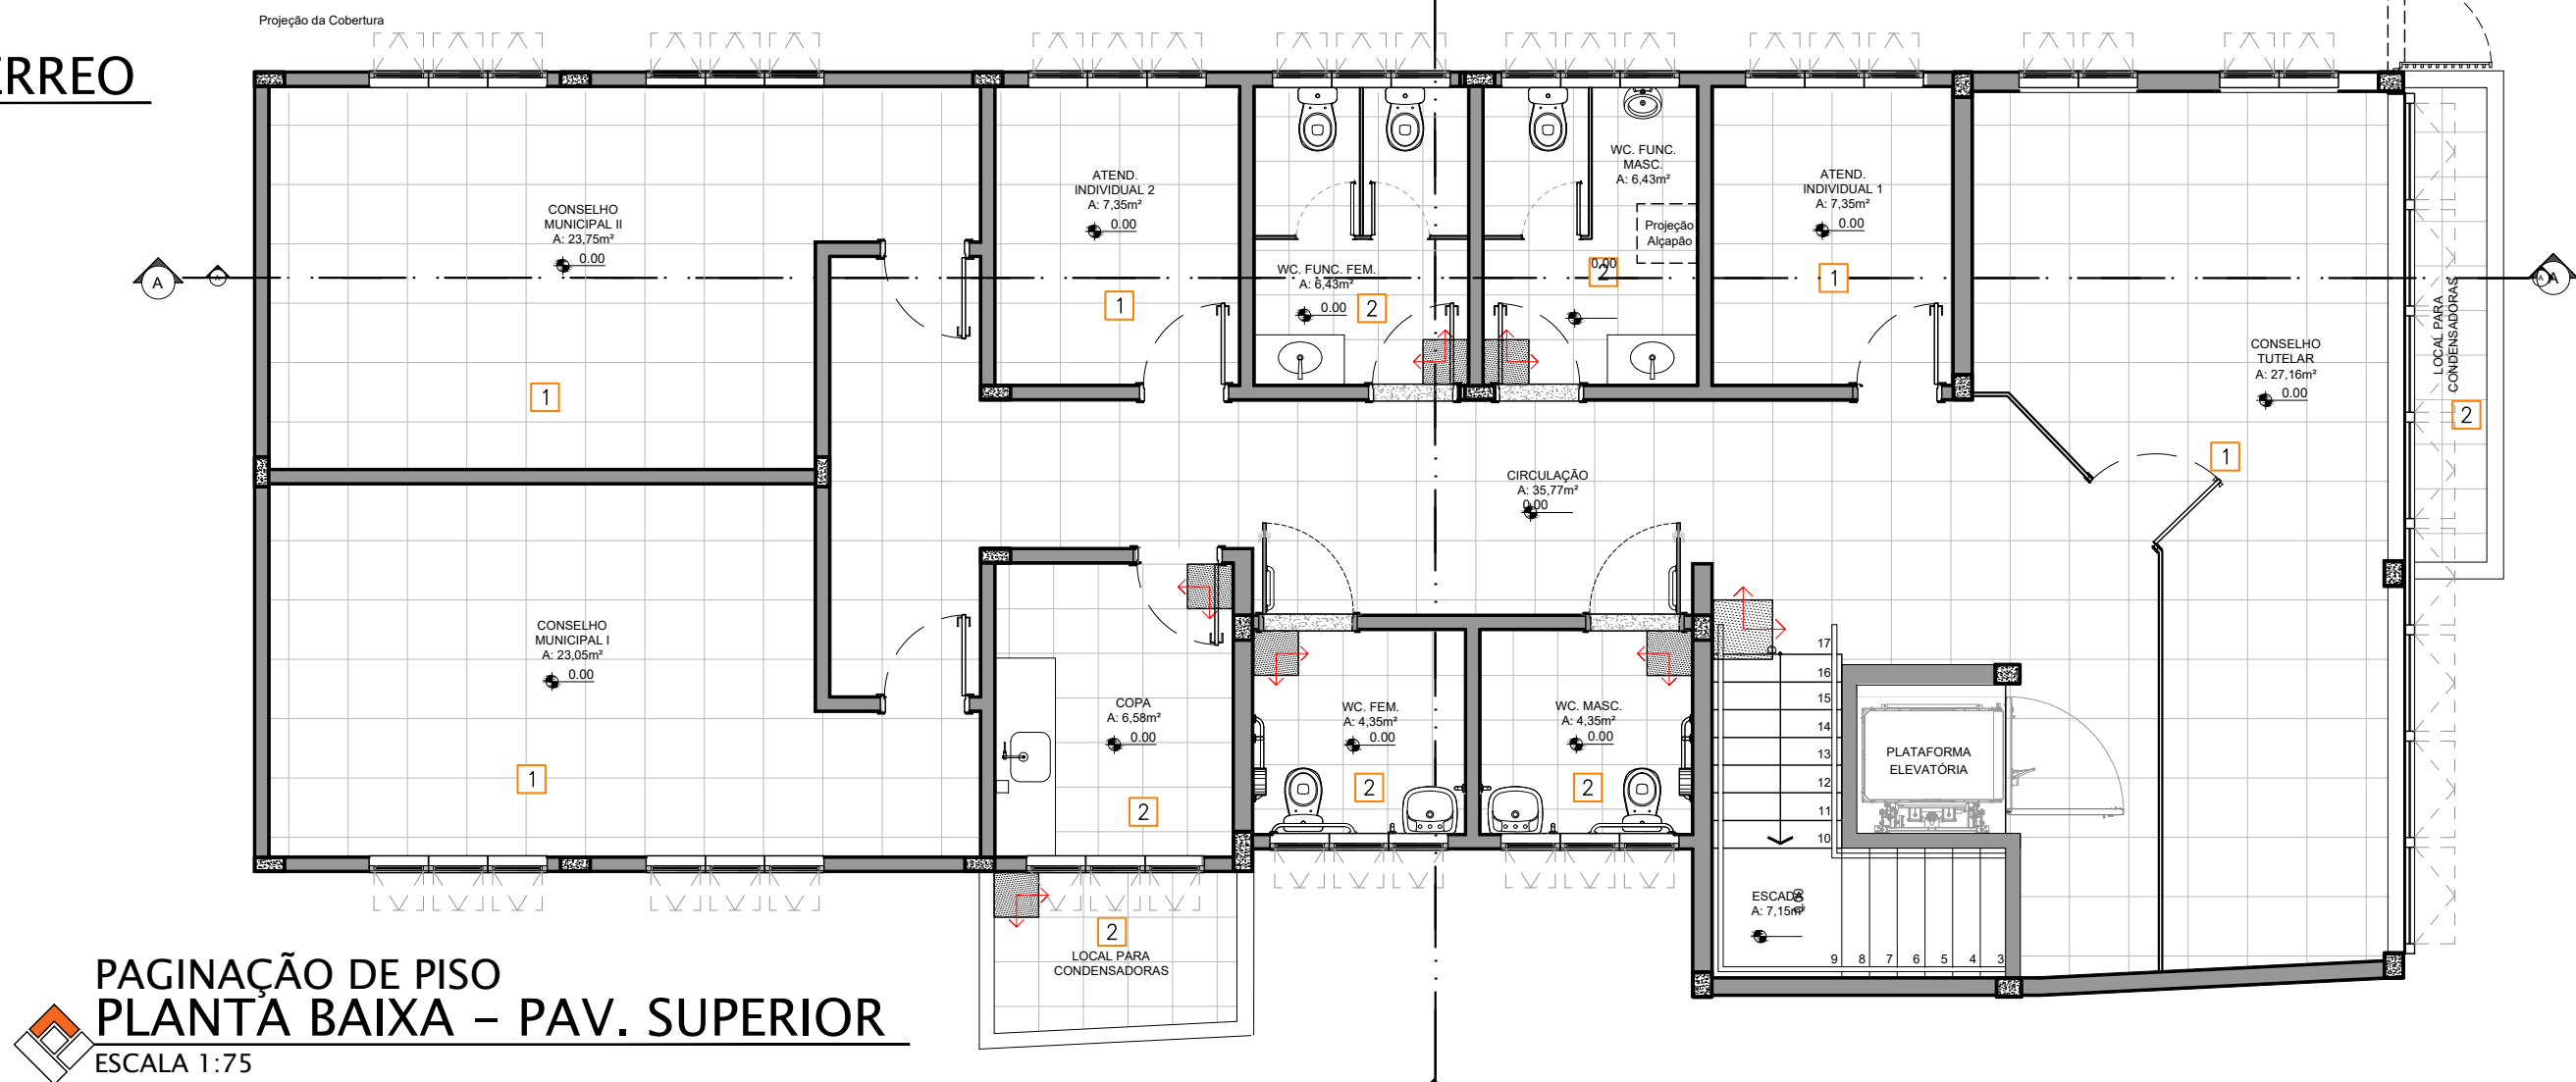 Projeção da Cobertura
ERREO
CONSELHO
MUNICIPAL II
A: 23,75m²
0.00
1
ATEND.
INDIVIDUAL 2
A: 7,35m²
0.00
1
WC. FUNC. FEM.
A: 6,43m²
0.00
2
WC. FUNC.
MASC.
A: 6,43m²
Projeção
Alçapão
0.00
2
ATEND.
INDIVIDUAL 1
A: 7,35m²
0.00
1
CONSELHO
TUTELAR
A: 27,16m²
0.00
1
LOCAL PARA
CONDENSADORAS
2
A
A
A
A
CIRCULAÇÃO
A: 35,77m²
0.00
CONSELHO
MUNICIPAL I
A: 23,05m²
0.00
1
COPA
A: 6,58m²
0.00
2
WC. FEM.
A: 4,35m²
0.00
2
WC. MASC.
A: 4,35m²
0.00
2
D
17
16
15
14
13
12
11
10
9 8 7 6 5 4 3
PLATAFORMA
ELEVATÓRIA
ESCADA
A: 7,15m²
0.00
2
LOCAL PARA
CONDENSADORAS
PAGINAÇÃO DE PISO
PLANTA BAIXA – PAV. SUPERIOR
ESCALA 1:75